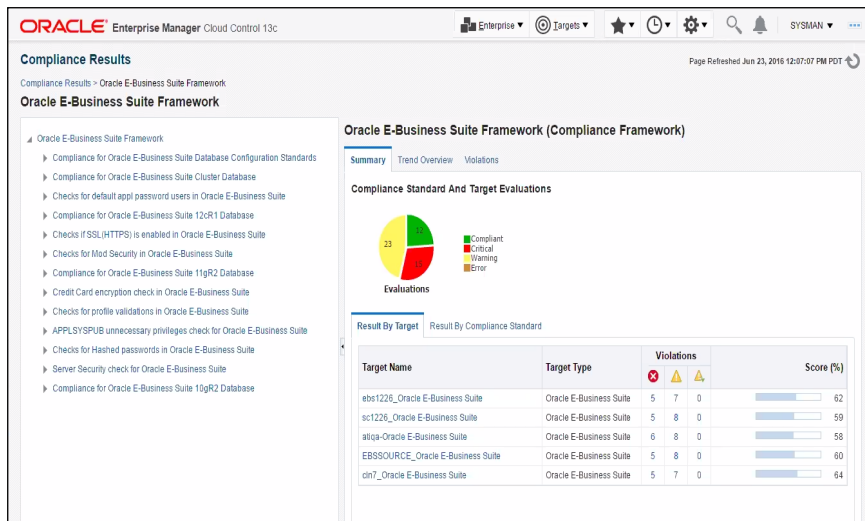 ORACLE® Enterprise Manager Cloud Control 13c
Enterprise Targets SYSMAN
Compliance Results
Page Refreshed Jun 23, 2016 12:07:07 PM PDT
Compliance Results > Oracle E-Business Suite Framework
Oracle E-Business Suite Framework
Oracle E-Business Suite Framework
Compliance for Oracle E-Business Suite Database Configuration Standards
Compliance for Oracle E-Business Suite Cluster Database
Checks for default appl password users in Oracle E-Business Suite
Compliance for Oracle E-Business Suite 12cR1 Database
Checks if SSL(HTTPS) is enabled in Oracle E-Business Suite
Checks for Mod Security in Oracle E-Business Suite
Compliance for Oracle E-Business Suite 11gR2 Database
Credit Card encryption check in Oracle E-Business Suite
Checks for profile validations in Oracle E-Business Suite
APPLSYSPUB unnecessary privileges check for Oracle E-Business Suite
Checks for Hashed passwords in Oracle E-Business Suite
Server Security check for Oracle E-Business Suite
Compliance for Oracle E-Business Suite 10gR2 Database
Oracle E-Business Suite Framework (Compliance Framework)
Summary Trend Overview Violations
Compliance Standard And Target Evaluations
12
23
15
Compliant
Critical
Warning
Error
Evaluations
Result By Target Result By Compliance Standard
Target Name Target Type Violations Score (%)
ebs1226_Oracle E-Business Suite Oracle E-Business Suite 5 7 0 62
sc1226_Oracle E-Business Suite Oracle E-Business Suite 5 8 0 59
atiqa-Oracle E-Business Suite Oracle E-Business Suite 6 8 0 58
EBSSOURCE_Oracle E-Business Suite Oracle E-Business Suite 5 8 0 60
cln7_Oracle E-Business Suite Oracle E-Business Suite 5 7 0 64